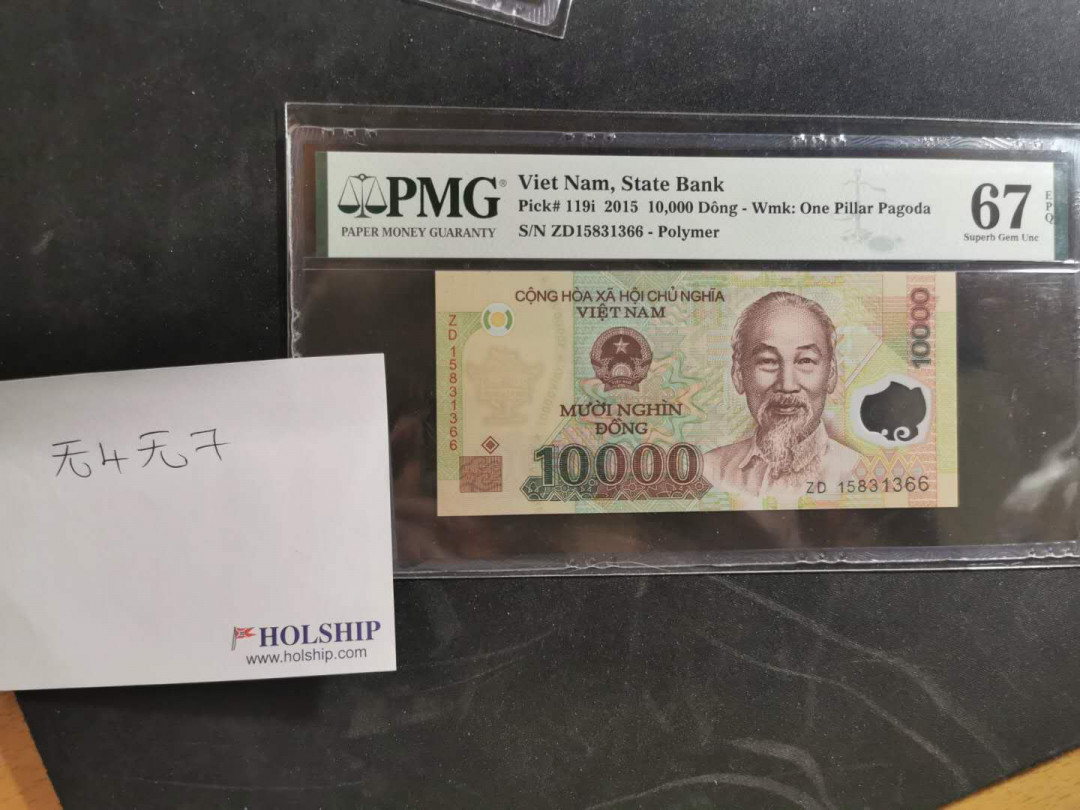 PMG®
PAPER MONEY GUARANTY
Viet Nam, State Bank
Pick# 119i 2015 10,000 Dông - Wmk: One Pillar Pagoda
S/N ZD15831366 - Polymer
67
EPQ
Superb Gem Unc
CỘNG HÒA XÃ HỘI CHỦ NGHĨA
VIỆT NAM
10000
ZD 15831366
MƯỜI NGHÌN
ĐỒNG
10000
ZD 15831366
无4无7
HOLSHIP
www.holship.com